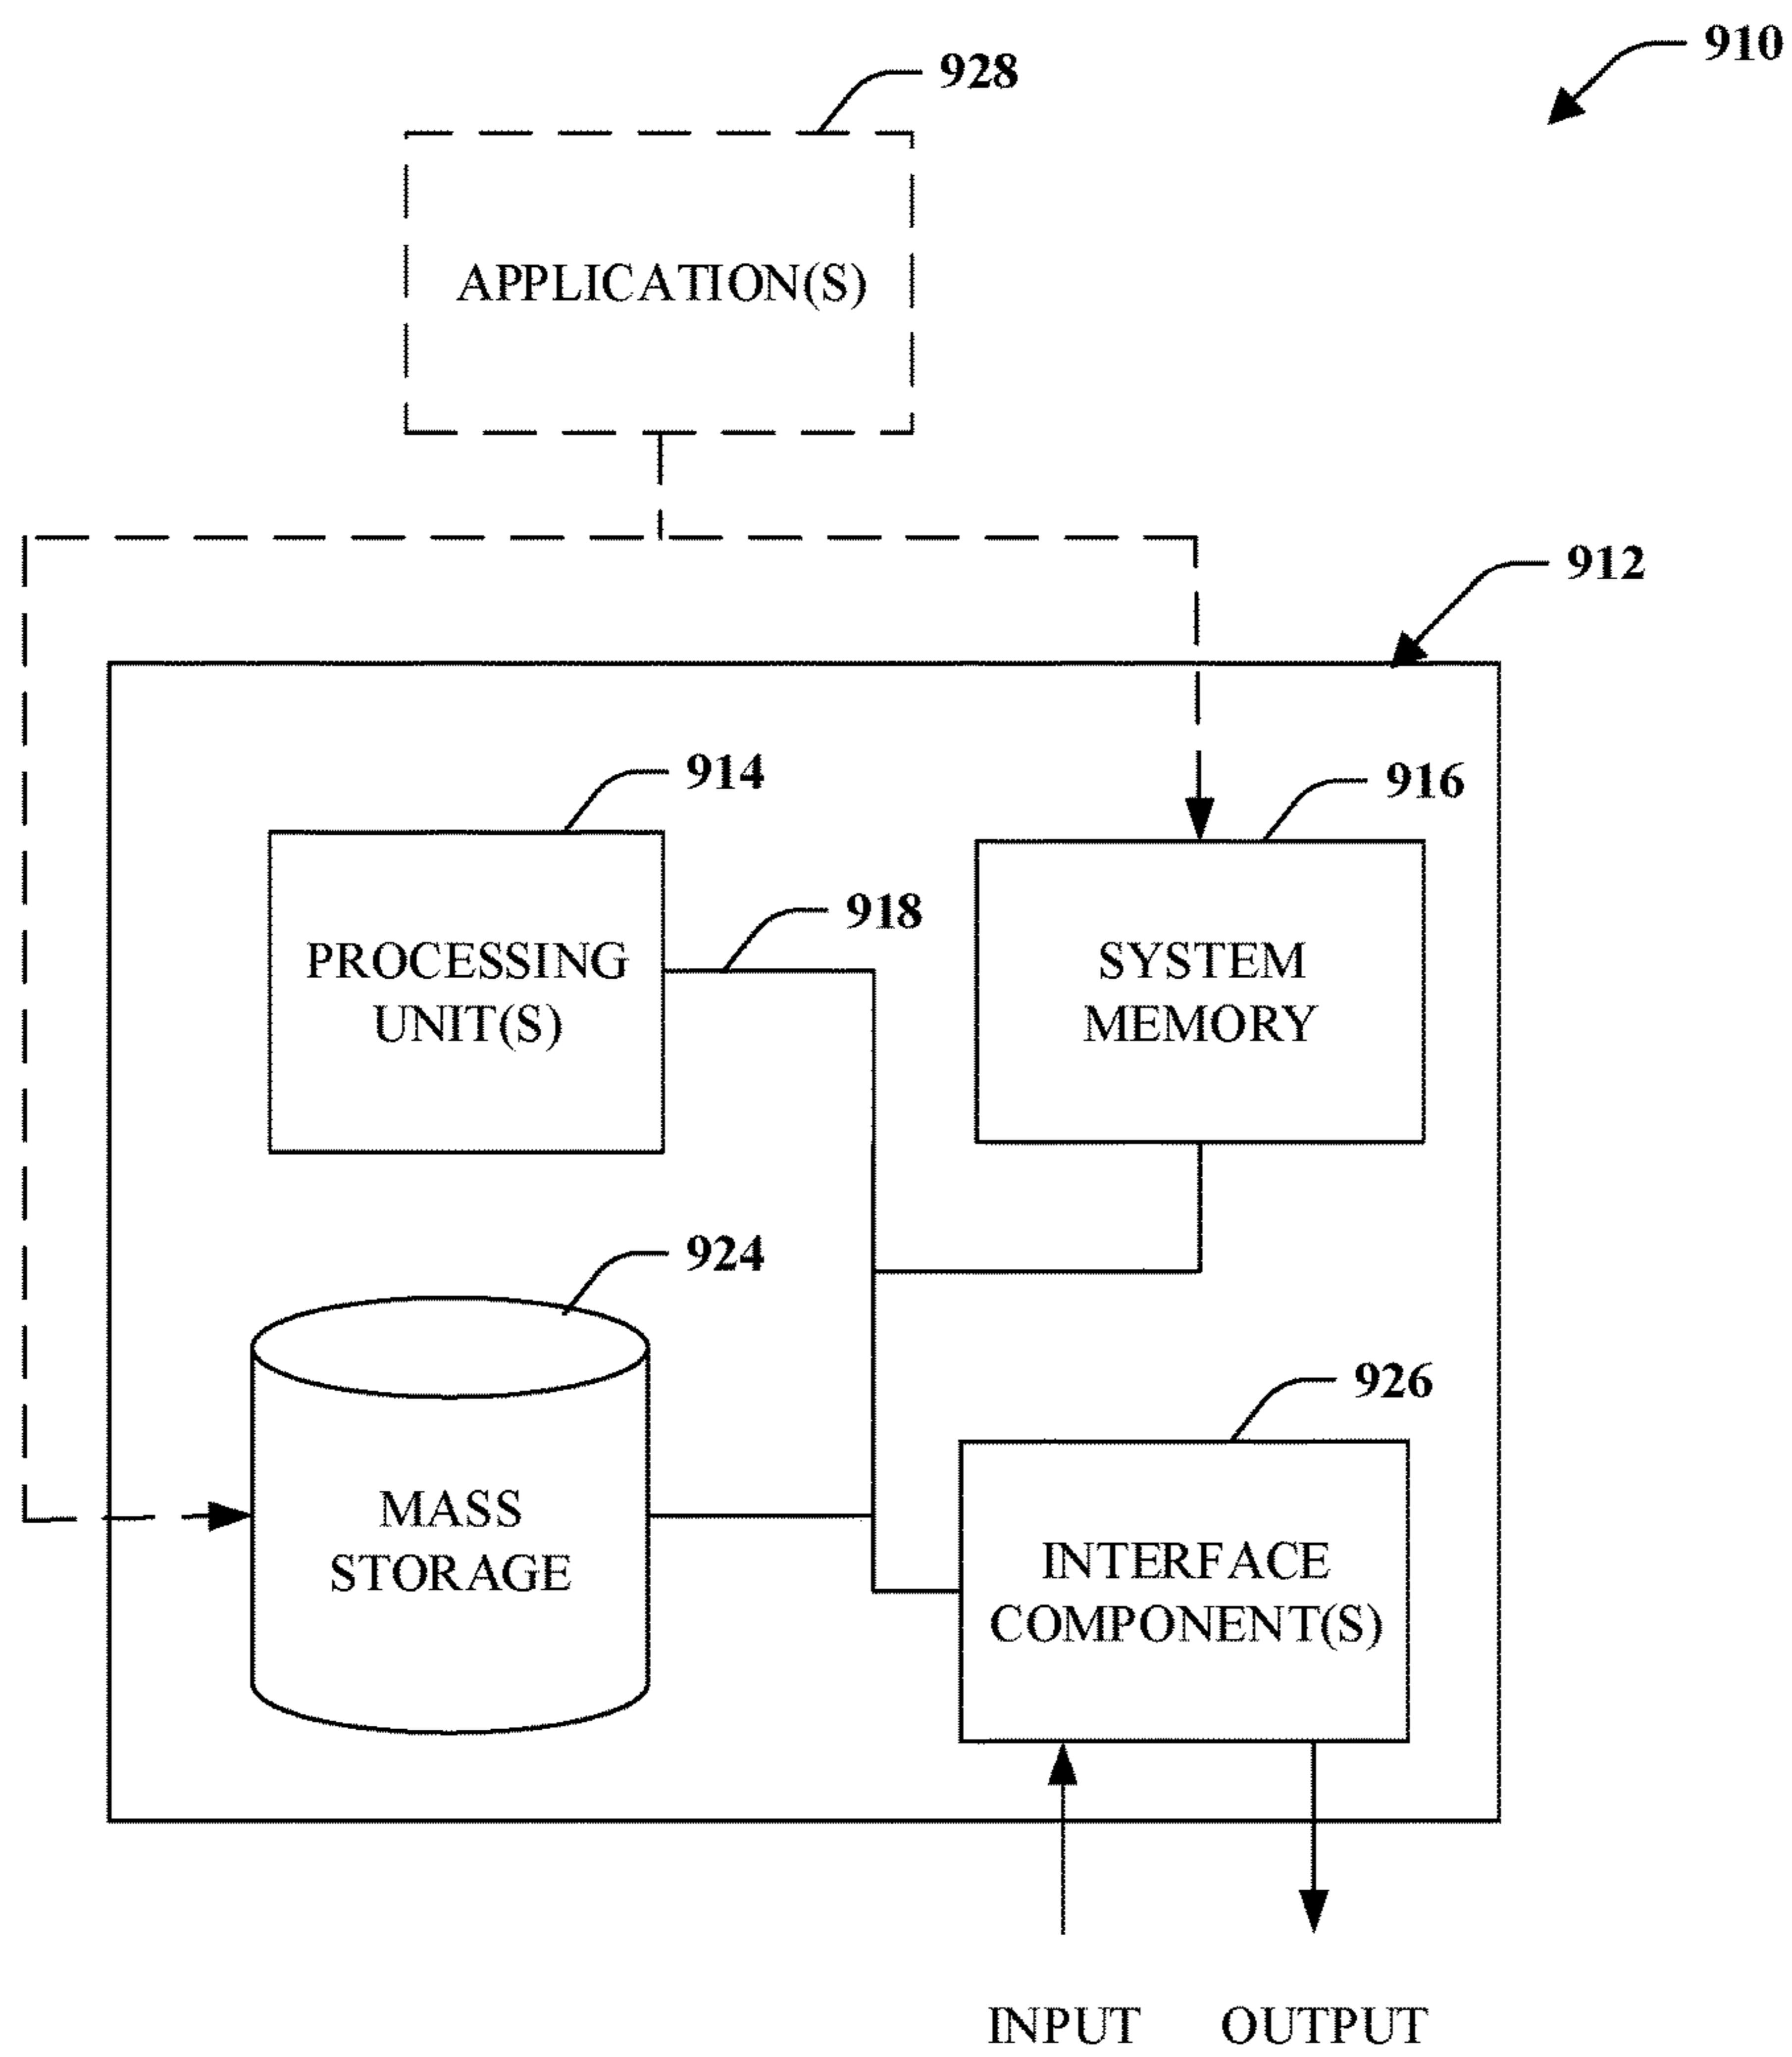 910
928
APPLICATION(S)
912
914
916
918
PROCESSING
UNIT(S)
SYSTEM
MEMORY
924
926
MASS
STORAGE
INTERFACE
COMPONENT(S)
INPUT
OUTPUT